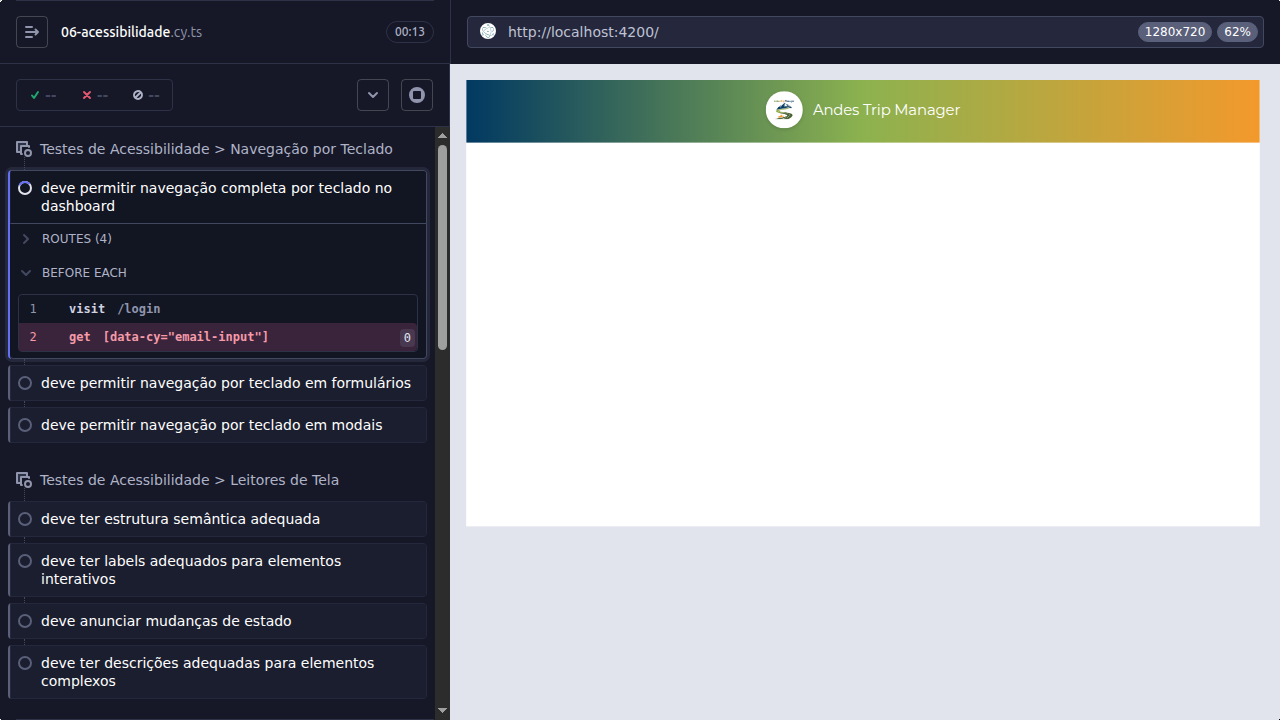 06-acessibilidade.cy.ts
00:13
--
--
--
Testes de Acessibilidade > Navegação por Teclado
deve permitir navegação completa por teclado no
dashboard
ROUTES (4)
BEFORE EACH
1 visit /login
2 get [data-cy="email-input"] 0
deve permitir navegação por teclado em formulários
deve permitir navegação por teclado em modais
Testes de Acessibilidade > Leitores de Tela
deve ter estrutura semântica adequada
deve ter labels adequados para elementos
interativos
deve anunciar mudanças de estado
deve ter descrições adequadas para elementos
complexos
http://localhost:4200/
1280x720
62%
Andes Trip Manager